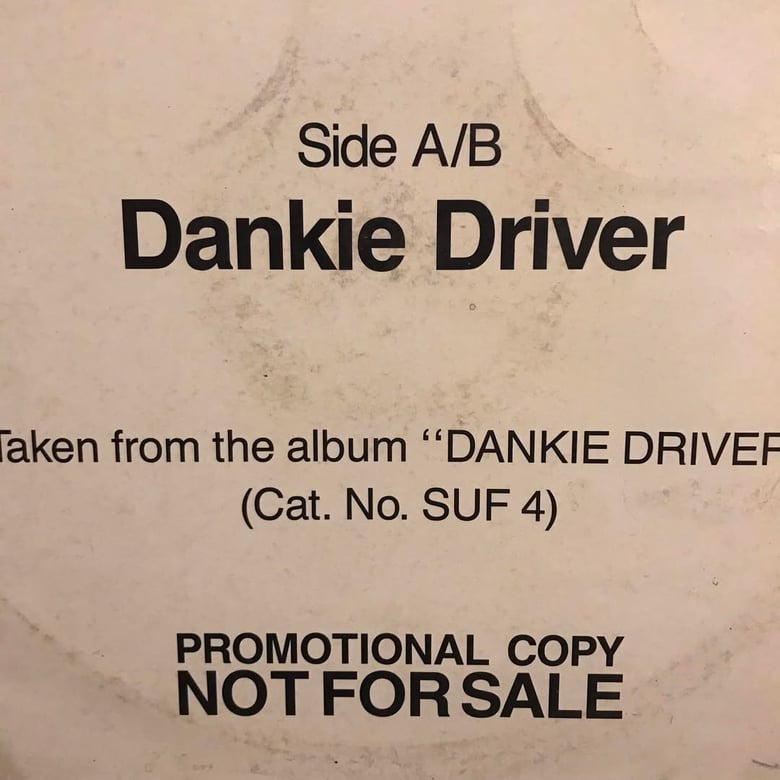 Side A/B
Dankie Driver
Taken from the album “DANKIE DRIVER
(Cat. No. SUF 4)
PROMOTIONAL COPY
NOT FOR SALE